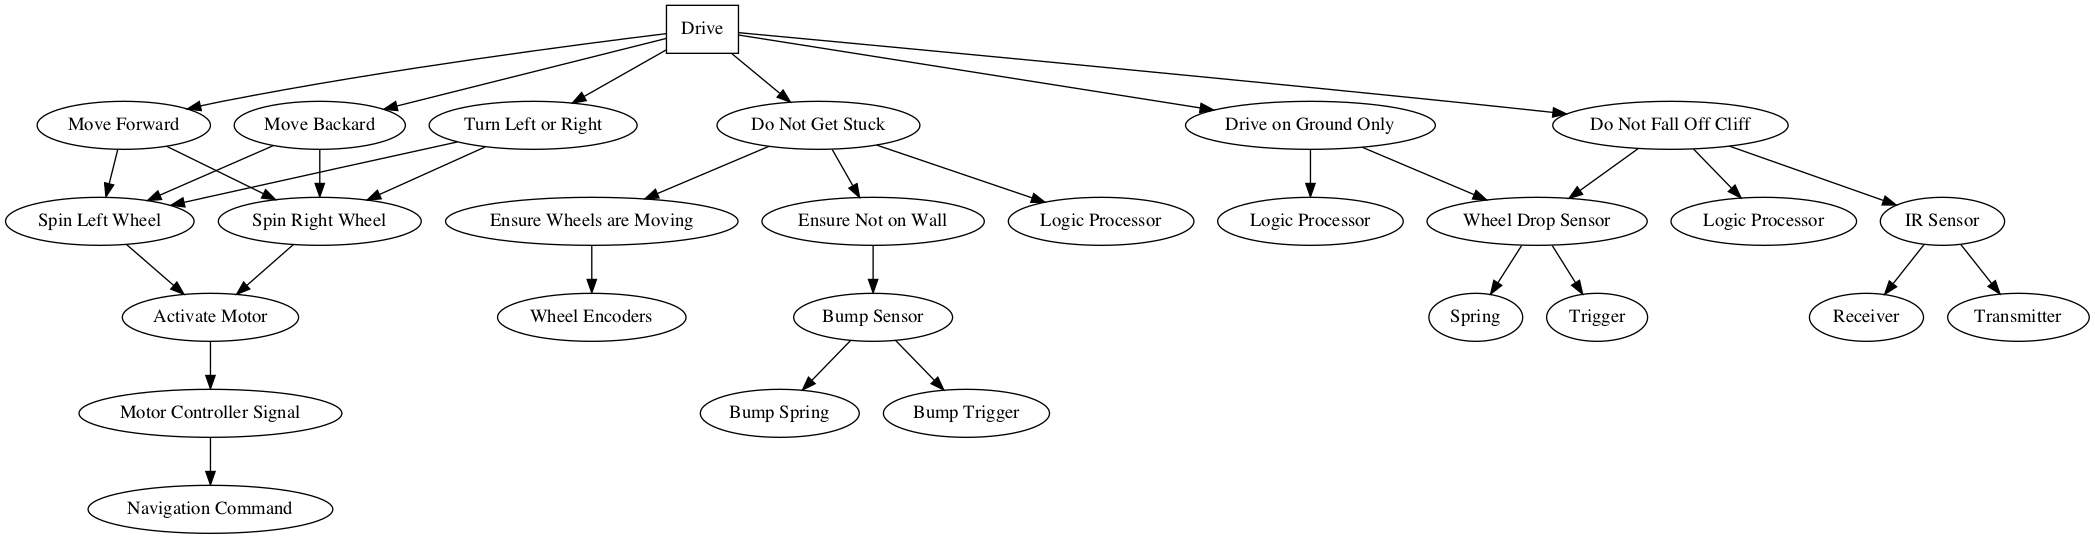 Drive
Move Forward
Move Backard
Turn Left or Right
Do Not Get Stuck
Drive on Ground Only
Do Not Fall Off Cliff
Spin Left Wheel
Spin Right Wheel
Ensure Wheels are Moving
Ensure Not on Wall
Logic Processor
Logic Processor
Wheel Drop Sensor
Logic Processor
IR Sensor
Activate Motor
Wheel Encoders
Bump Sensor
Spring
Trigger
Receiver
Transmitter
Motor Controller Signal
Bump Spring
Bump Trigger
Navigation Command